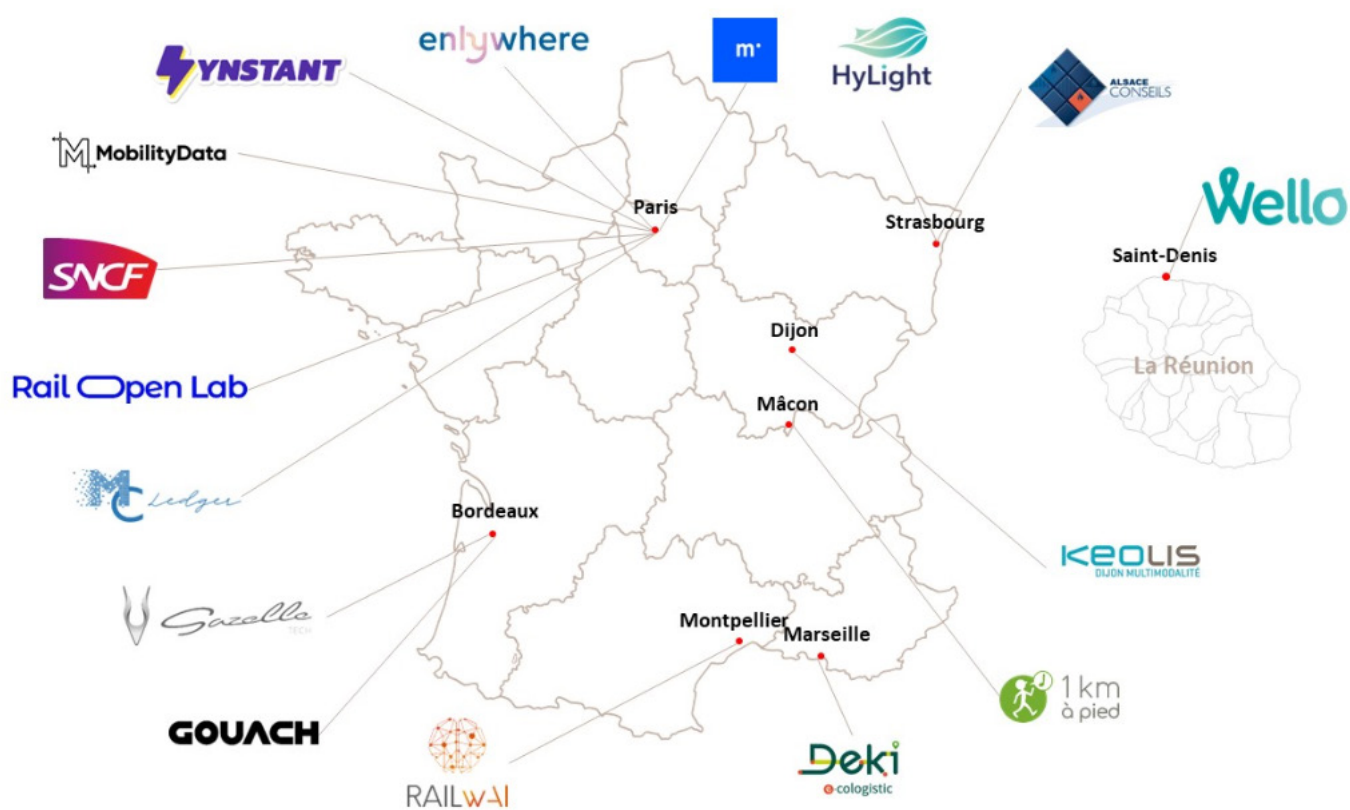 enlywhere
m
HyLight
YNSTANT
ALSACE
CONSEILS
M MobilityData
Wello
Paris
Strasbourg
Saint-Denis
SNCF
Dijon
La Réunion
Rail Open Lab
Mâcon
MC Ledger
Bordeaux
KEOLIS
DIJON MULTIMODALITÉ
Gazelle
TECH
Montpellier
Marseille
1 km
à pied
GOUACH
Deki
e-cologistic
RAILwAI